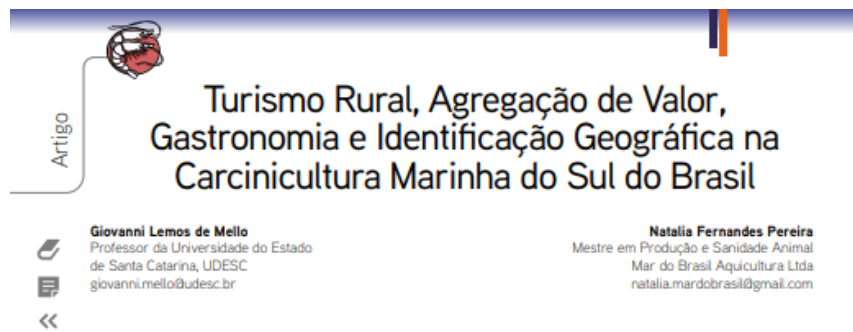 Artigo
Turismo Rural, Agregação de Valor,
Gastronomia e Identificação Geográfica na
Carcinicultura Marinha do Sul do Brasil
Giovanni Lemos de Mello
Professor da Universidade do Estado
de Santa Catarina, UDESC
giovanni.mello@udesc.br
Natalia Fernandes Pereira
Mestre em Produção e Sanidade Animal
Mar do Brasil Aquicultura Ltda
natalia.mardobrasil@gmail.com